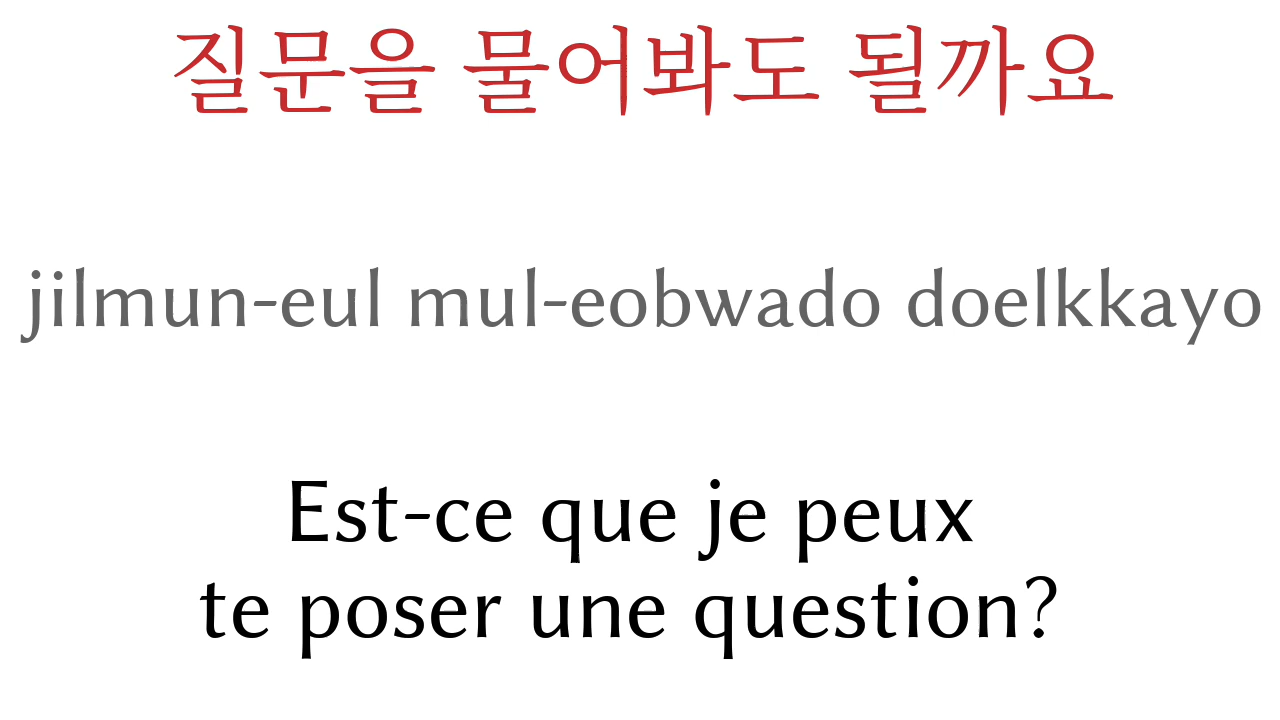 질문을 물어봐도 될까요
jilmun-eul mul-eobwado doelkkayo
Est-ce que je peux
te poser une question?